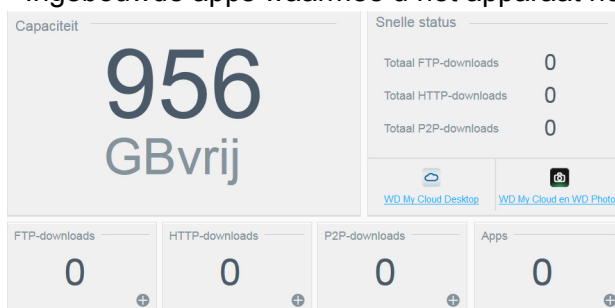 ingebouwde apps waarmee u het apparaat
Capaciteit
956
GBvrij
Snelle status
Totaal FTP-downloads 0
Totaal HTTP-downloads 0
Totaal P2P-downloads 0
WD My Cloud Desktop
WD My Cloud en WD Photo
FTP-downloads
0
HTTP-downloads
0
P2P-downloads
0
Apps
0